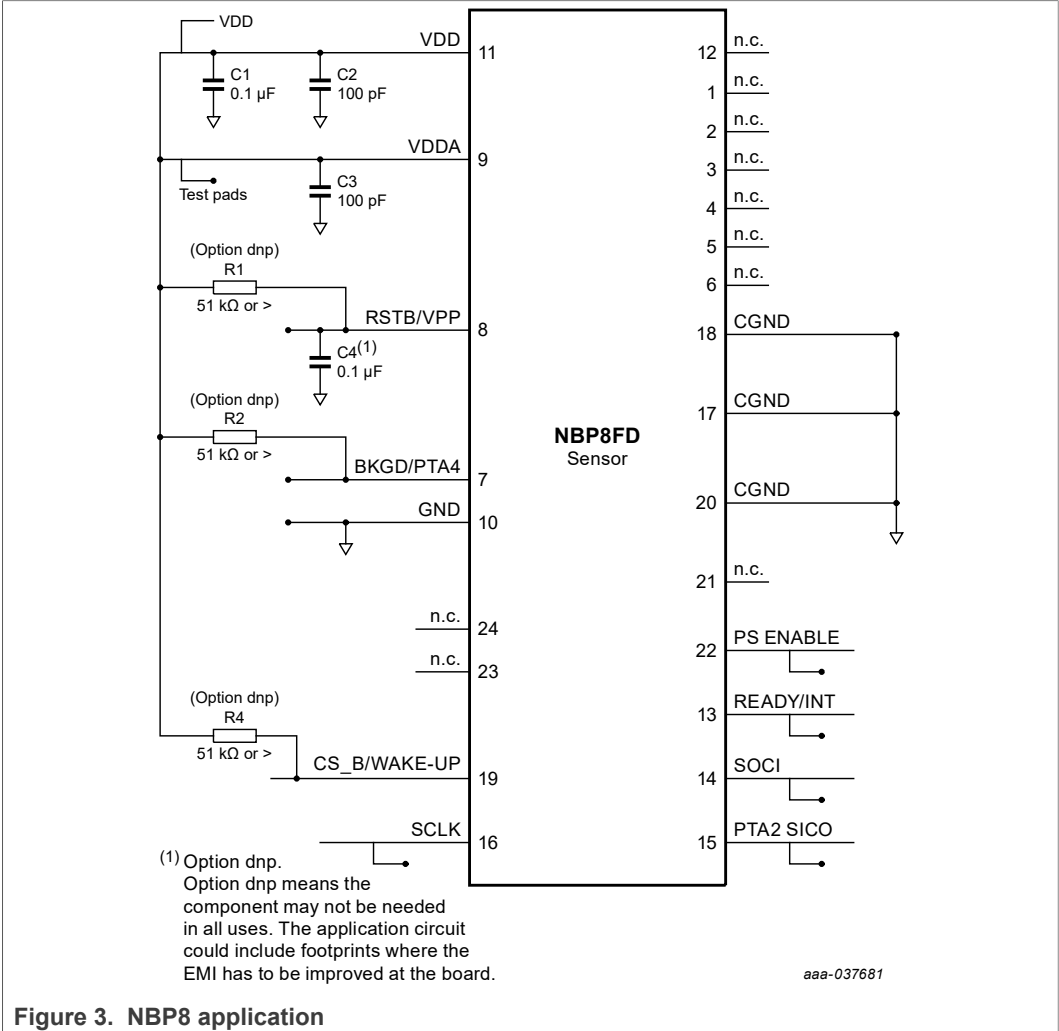 VDD
VDD
11
C1
0.1 µF
C2
100 pF
VDDA
9
Test pads
C3
100 pF
(Option dnp)
R1
51 kΩ or >
RSTB/VPP
8
C4(1)
0.1 µF
(Option dnp)
R2
51 kΩ or >
BKGD/PTA4
7
GND
10
n.c.
24
n.c.
23
(Option dnp)
R4
51 kΩ or >
CS_B/WAKE-UP
19
SCLK
16
NBP8FD
Sensor
12 n.c.
1 n.c.
2 n.c.
3 n.c.
4 n.c.
5 n.c.
6 n.c.
18 CGND
17 CGND
20 CGND
21 n.c.
22 PS ENABLE
13 READY/INT
14 SOCI
15 PTA2 SICO
(1) Option dnp.
Option dnp means the
component may not be needed
in all uses. The application circuit
could include footprints where the
EMI has to be improved at the board.
aaa-037681
Figure 3. NBP8 application